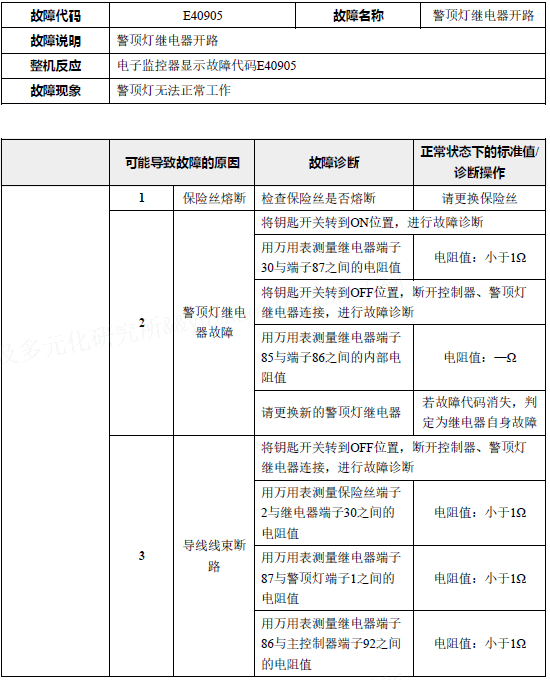 故障代码 E40905 故障名称 警顶灯继电器开路
故障说明 警顶灯继电器开路
整机反应 电子监控器显示故障代码E40905
故障现象 警顶灯无法正常工作
可能导致故障的原因 故障诊断 正常状态下的标准值/
诊断操作
1 保险丝熔断 检查保险丝是否熔断 请更换保险丝
2 警顶灯继电
器故障
将钥匙开关转到ON位置，进行故障诊断
用万用表测量继电器端子
30与端子87之间的电阻值
电阻值：小于1Ω
将钥匙开关转到OFF位置，断开控制器、警顶灯
继电器连接，进行故障诊断
用万用表测量继电器端子
85与端子86之间的内部电
阻值
电阻值：—Ω
请更换新的警顶灯继电器
若故障代码消失，判
定为继电器自身故障
3 导线线束断
路
将钥匙开关转到OFF位置，断开控制器、警顶灯
继电器连接，进行故障诊断
用万用表测量保险丝端子
2与继电器端子30之间的
电阻值
电阻值：小于1Ω
用万用表测量继电器端子
87与警顶灯端子1之间的
电阻值
电阻值：小于1Ω
用万用表测量继电器端子
86与主控制器端子92之间
的电阻值
电阻值：小于1Ω
多元化研究所